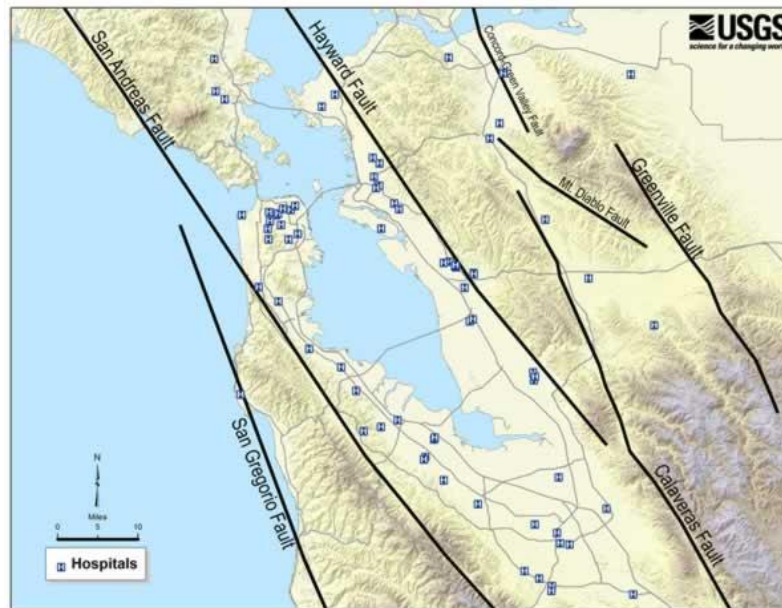 USGS
science for a changing world
San Andreas Fault
Hayward Fault
Concord-Green Valley Fault
Mt. Diablo Fault
Greenville Fault
San Gregorio Fault
Calaveras Fault
N
Miles
0 5 10
H Hospitals